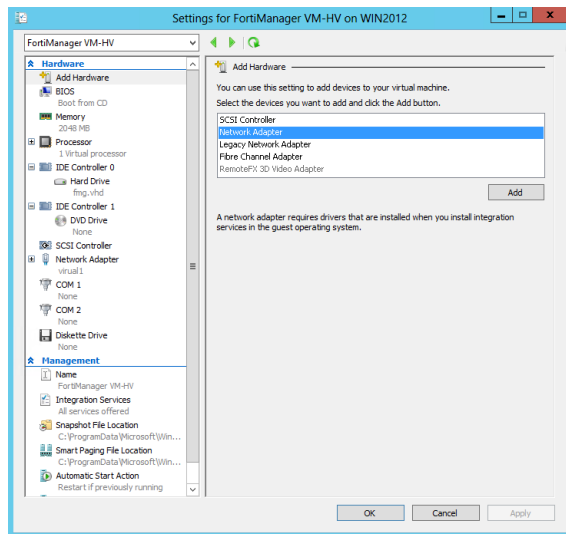 Settings for FortiManager VM-HV on WIN2012
FortiManager VM-HV
Hardware
Add Hardware
BIOS
Boot from CD
Memory
2048 MB
Processor
1 Virtual processor
IDE Controller 0
Hard Drive
fmg.vhd
IDE Controller 1
DVD Drive
None
SCSI Controller
Network Adapter
virual1
COM 1
None
COM 2
None
Diskette Drive
None
Management
Name
FortiManager VM-HV
Integration Services
All services offered
Snapshot File Location
C:\ProgramData\Microsoft\Win...
Smart Paging File Location
C:\ProgramData\Microsoft\Win...
Automatic Start Action
Restart if previously running
Add Hardware
You can use this setting to add devices to your virtual machine.
Select the devices you want to add and click the Add button.
SCSI Controller
Network Adapter
Legacy Network Adapter
Fibre Channel Adapter
RemoteFX 3D Video Adapter
Add
A network adapter requires drivers that are installed when you install integration
services in the guest operating system.
OK
Cancel
Apply